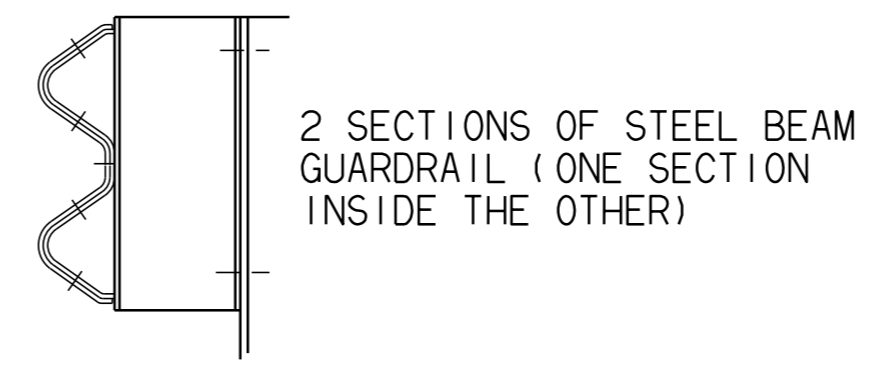 2 SECTIONS OF STEEL BEAM
GUARDRAIL (ONE SECTION
INSIDE THE OTHER)